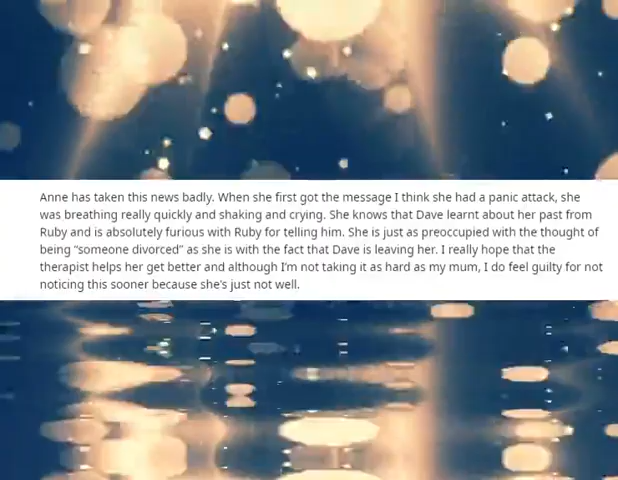 Anne has taken this news badly. When she first got the message I think she had a panic attack, she
was breathing really quickly and shaking and crying. She knows that Dave learnt about her past from
Ruby and is absolutely furious with Ruby for telling him. She is just as preoccupied with the thought of
being “someone divorced” as she is with the fact that Dave is leaving her. I really hope that the
therapist helps her get better and although I’m not taking it as hard as my mum, I do feel guilty for not
noticing this sooner because she’s just not well.